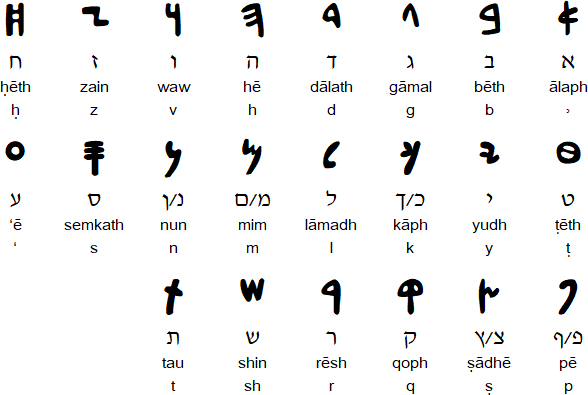 𐡀 𐡁 𐡂 𐡃 𐡄 𐡅 𐡆 𐡇
א ב ג ד ה ו ז ח
ḥēth zain waw hē dālath gāmal bēth ālaph
ḥ z v h d g b ʾ
𐡈 𐡉 𐡊 𐡋 𐡌 𐡍 𐡎 𐡏
ט י כ/ך ל מ/ם נ/ן ס ע
‘ē semkath nun mim lāmadh kāph yudh ṭēth
‘ s n m l k y ṭ
𐡐 𐡑 𐡒 𐡓 𐡔 𐡕
פ/ף צ/ץ ק ר ש ת
tau shin rēsh qoph ṣādhē pē
t sh r q ṣ p